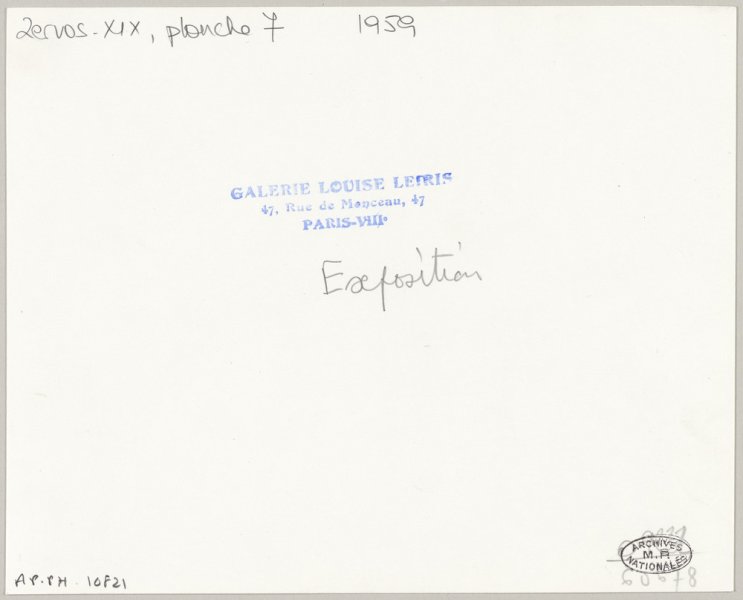 Zervos-XIX, planche 7 1959
GALERIE LOUISE LEIRIS
47, Rue de Monceau, 47
PARIS-VIIIe
Exposition
ARCHIVES
M.R
NATIONALES
AP.PH. 10821